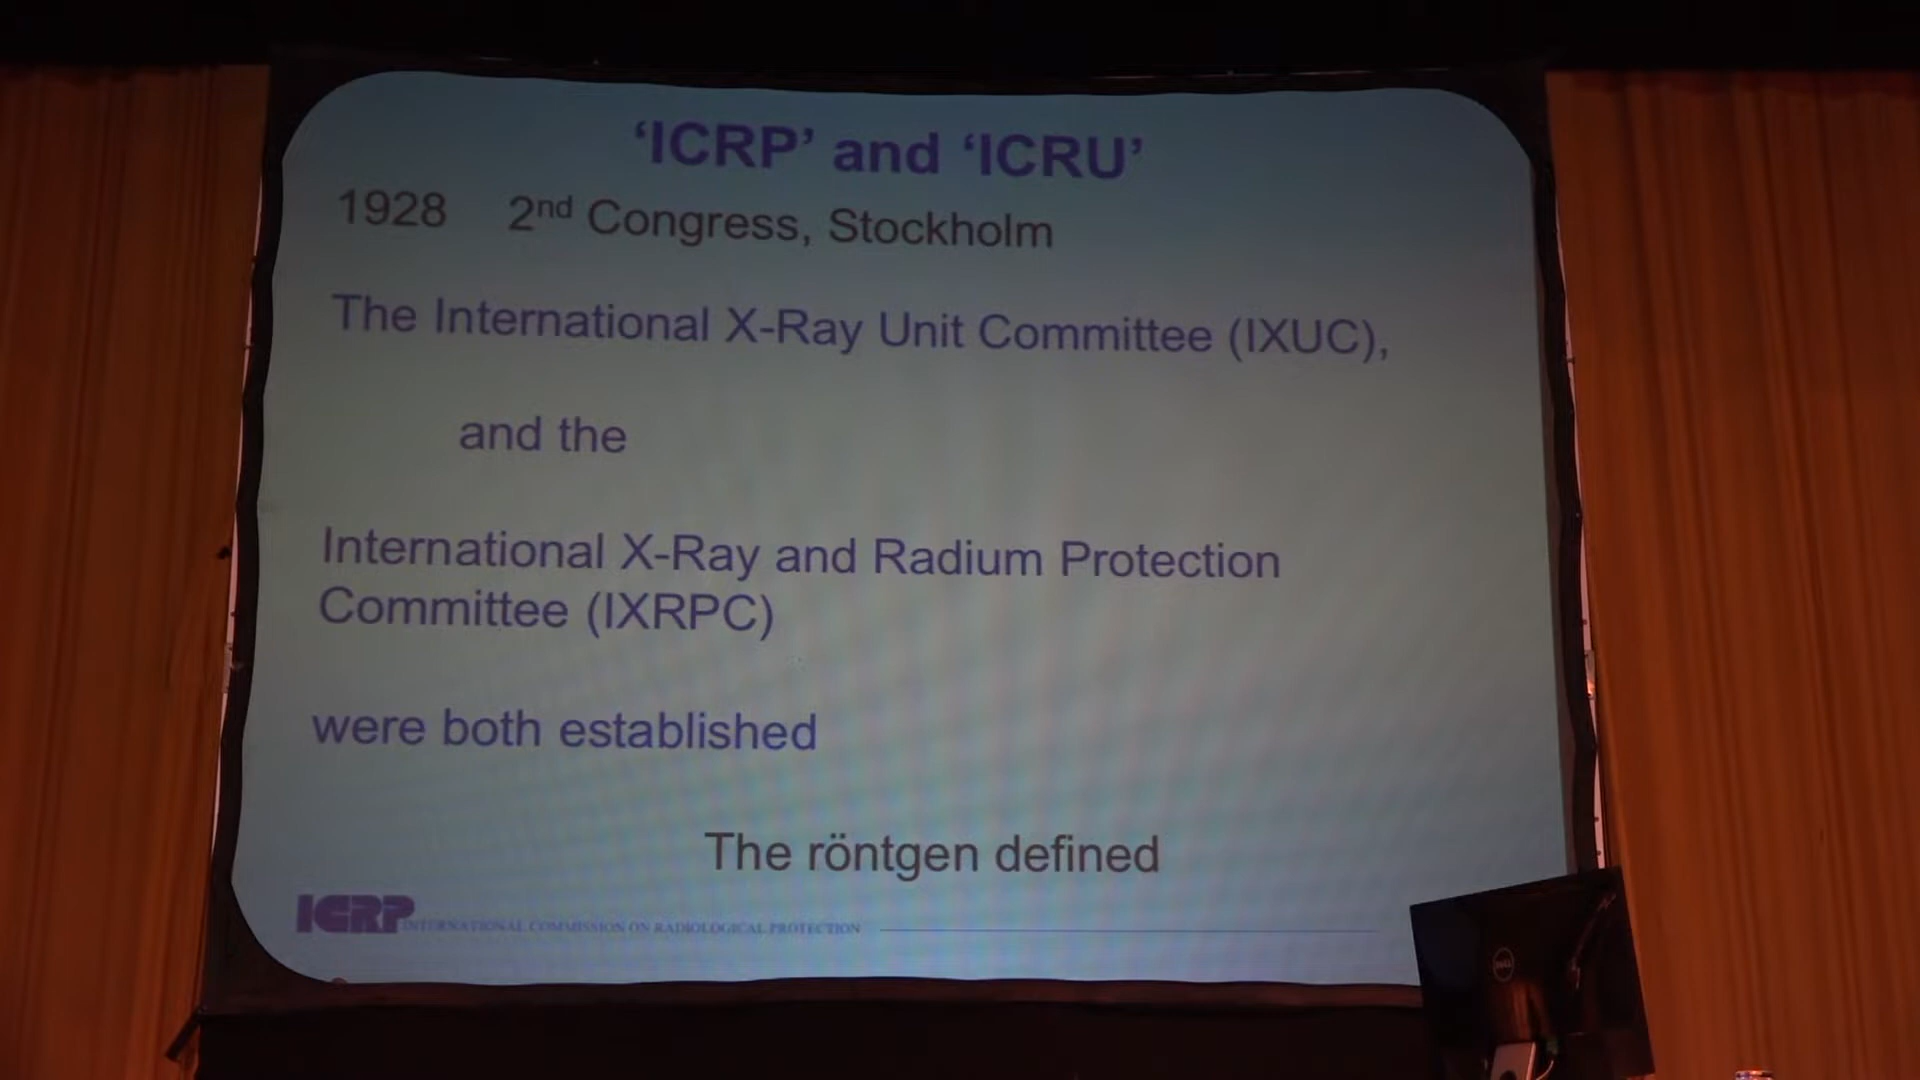 ‘ICRP’ and ‘ICRU’
1928 2nd Congress, Stockholm
The International X-Ray Unit Committee (IXUC),
and the
International X-Ray and Radium Protection
Committee (IXRPC)
were both established
The röntgen defined
ICRP INTERNATIONAL COMMISSION ON RADIOLOGICAL PROTECTION
DELL